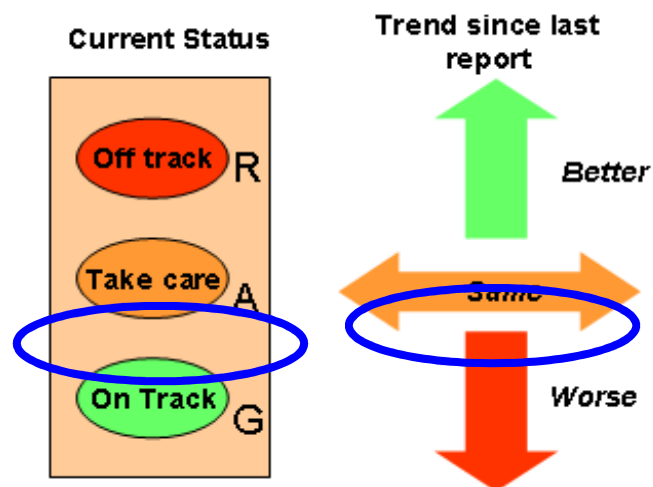 Current Status
Trend since last
report
Off track
R
Better
Take care
A
Same
On Track
G
Worse